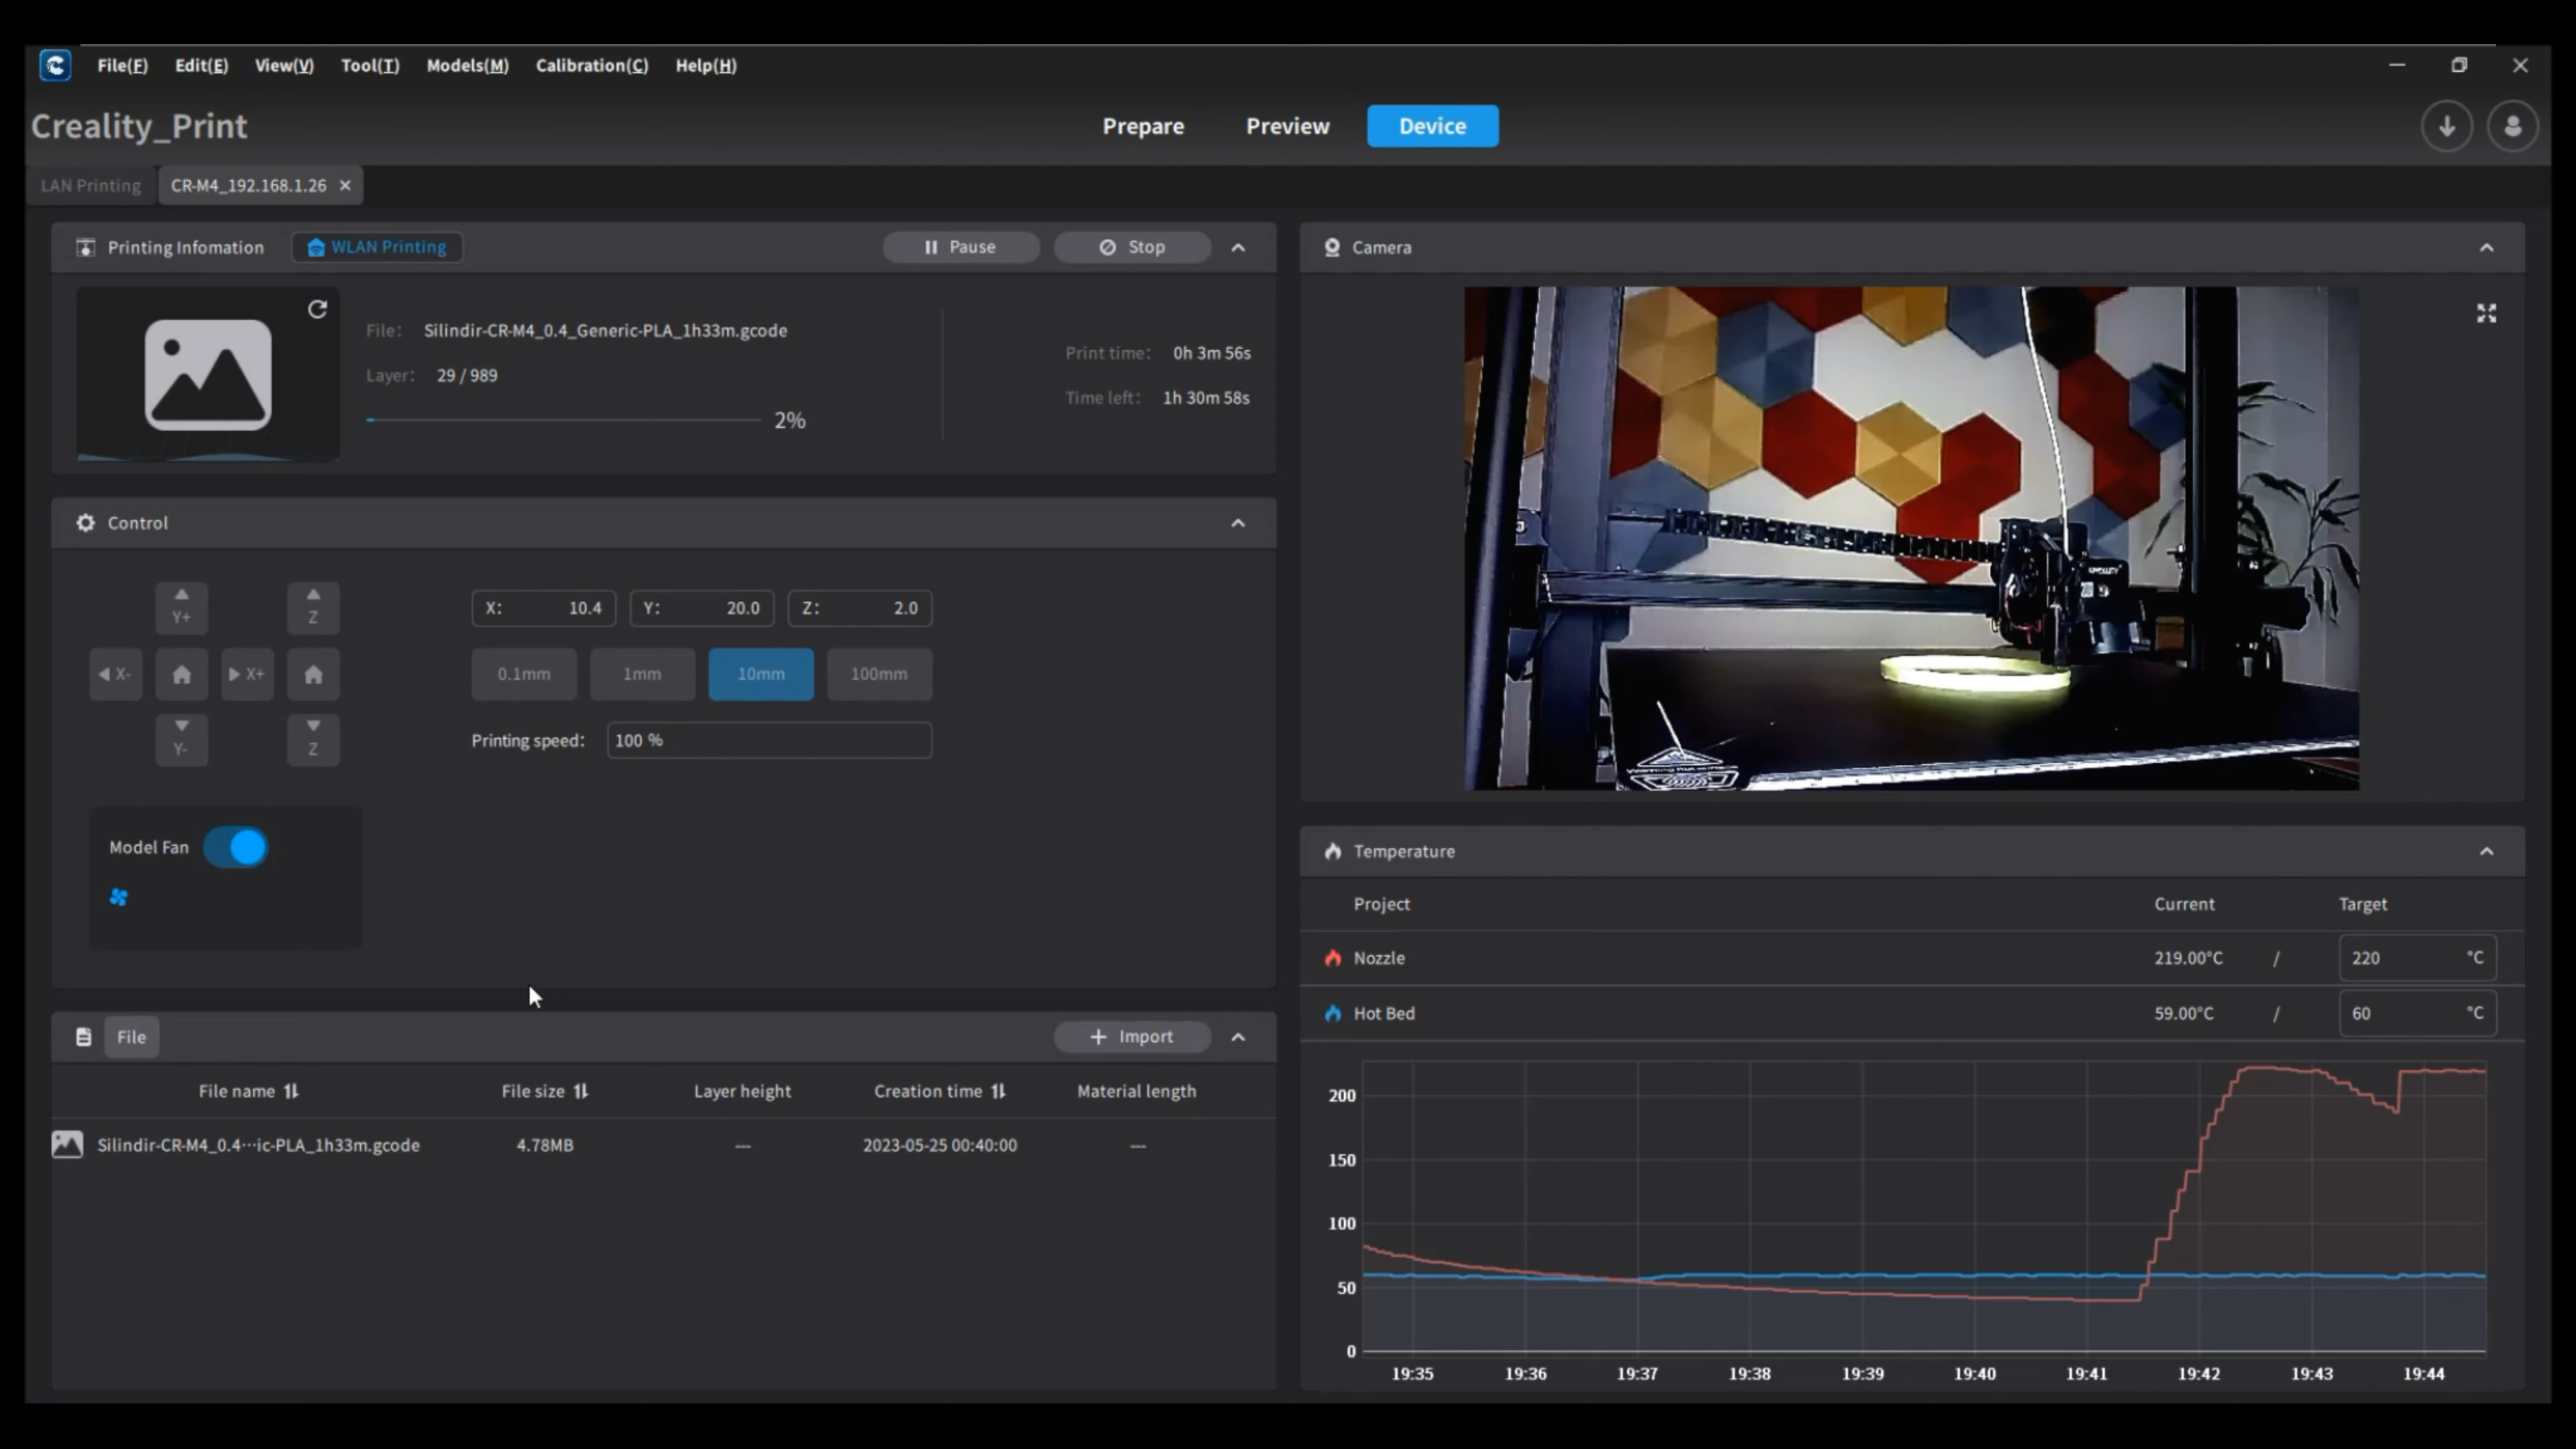 File(F) Edit(E) View(V) Tool(T) Models(M) Calibration(C) Help(H)
Creality_Print
Prepare Preview Device
LAN Printing CR-M4_192.168.1.26
Printing Infomation WLAN Printing Pause Stop
File: Silindir-CR-M4_0.4_Generic-PLA_1h33m.gcode
Layer: 29 / 989
2%
Print time: 0h 3m 56s
Time left: 1h 30m 58s
Control
Y+ Z
X- X+
Y- Z
X: 10.4 Y: 20.0 Z: 2.0
0.1mm 1mm 10mm 100mm
Printing speed: 100 %
Model Fan
File Import
File name File size Layer height Creation time Material length
Silindir-CR-M4_0.4···ic-PLA_1h33m.gcode 4.78MB --- 2023-05-25 00:40:00 ---
Camera
Temperature
Project Current Target
Nozzle 219.00°C / 220 °C
Hot Bed 59.00°C / 60 °C
200
150
100
50
0
19:35 19:36 19:37 19:38 19:39 19:40 19:41 19:42 19:43 19:44